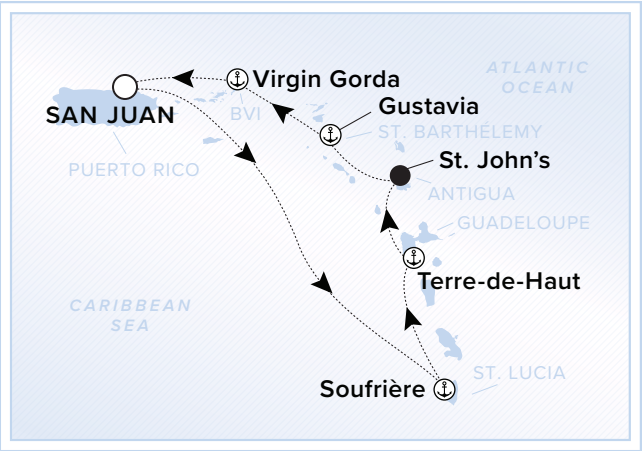 ATLANTIC
OCEAN
Virgin Gorda
Gustavia
SAN JUAN
BVI
ST. BARTHÉLEMY
St. John's
PUERTO RICO
ANTIGUA
GUADELOUPE
Terre-de-Haut
CARIBBEAN
SEA
ST. LUCIA
Soufrière